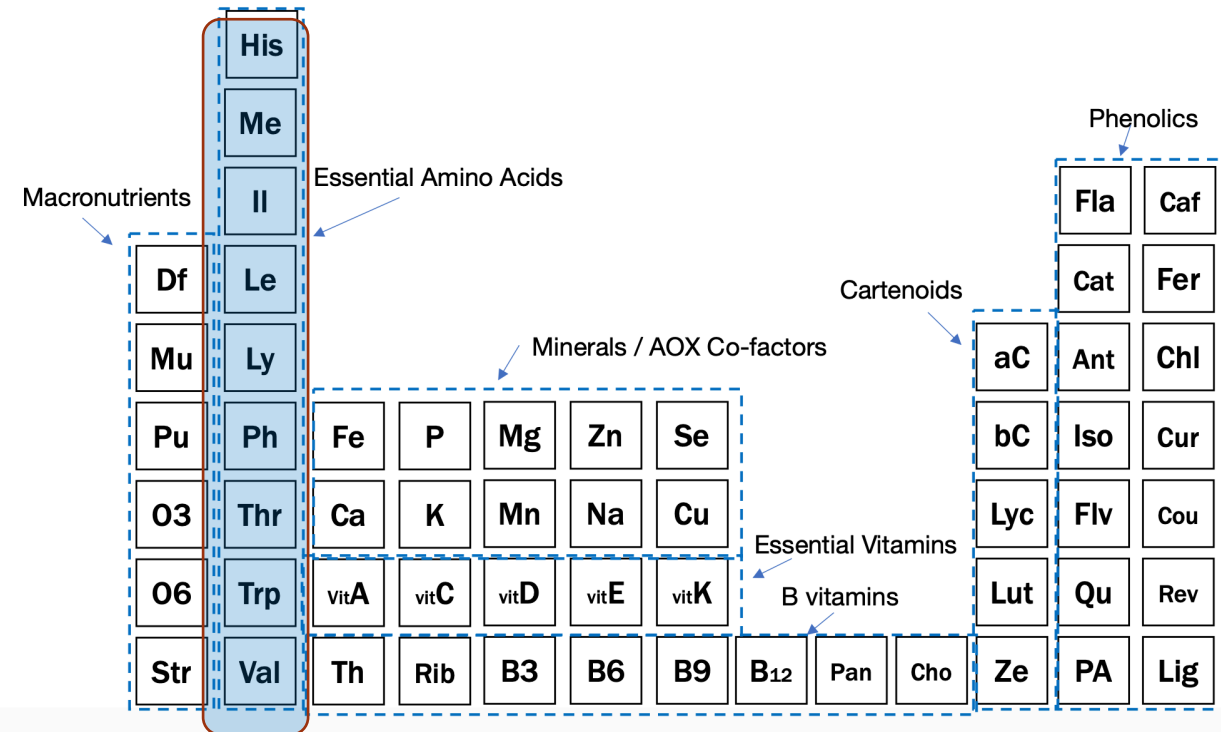 His
Me
Phenolics
Essential Amino Acids
Macronutrients
Il
Fla Caf
Df Le
Cat Fer
Cartenoids
Mu Ly
Minerals / AOX Co-factors
aC Ant Chl
Pu Ph Fe P Mg Zn Se bC Iso Cur
O3 Thr Ca K Mn Na Cu Lyc Flv Cou
Essential Vitamins
O6 Trp VitA vitC vitD vitE vitK
B vitamins
Lut Qu Rev
Str Val Th Rib B3 B6 B9 B12 Pan Cho Ze PA Lig